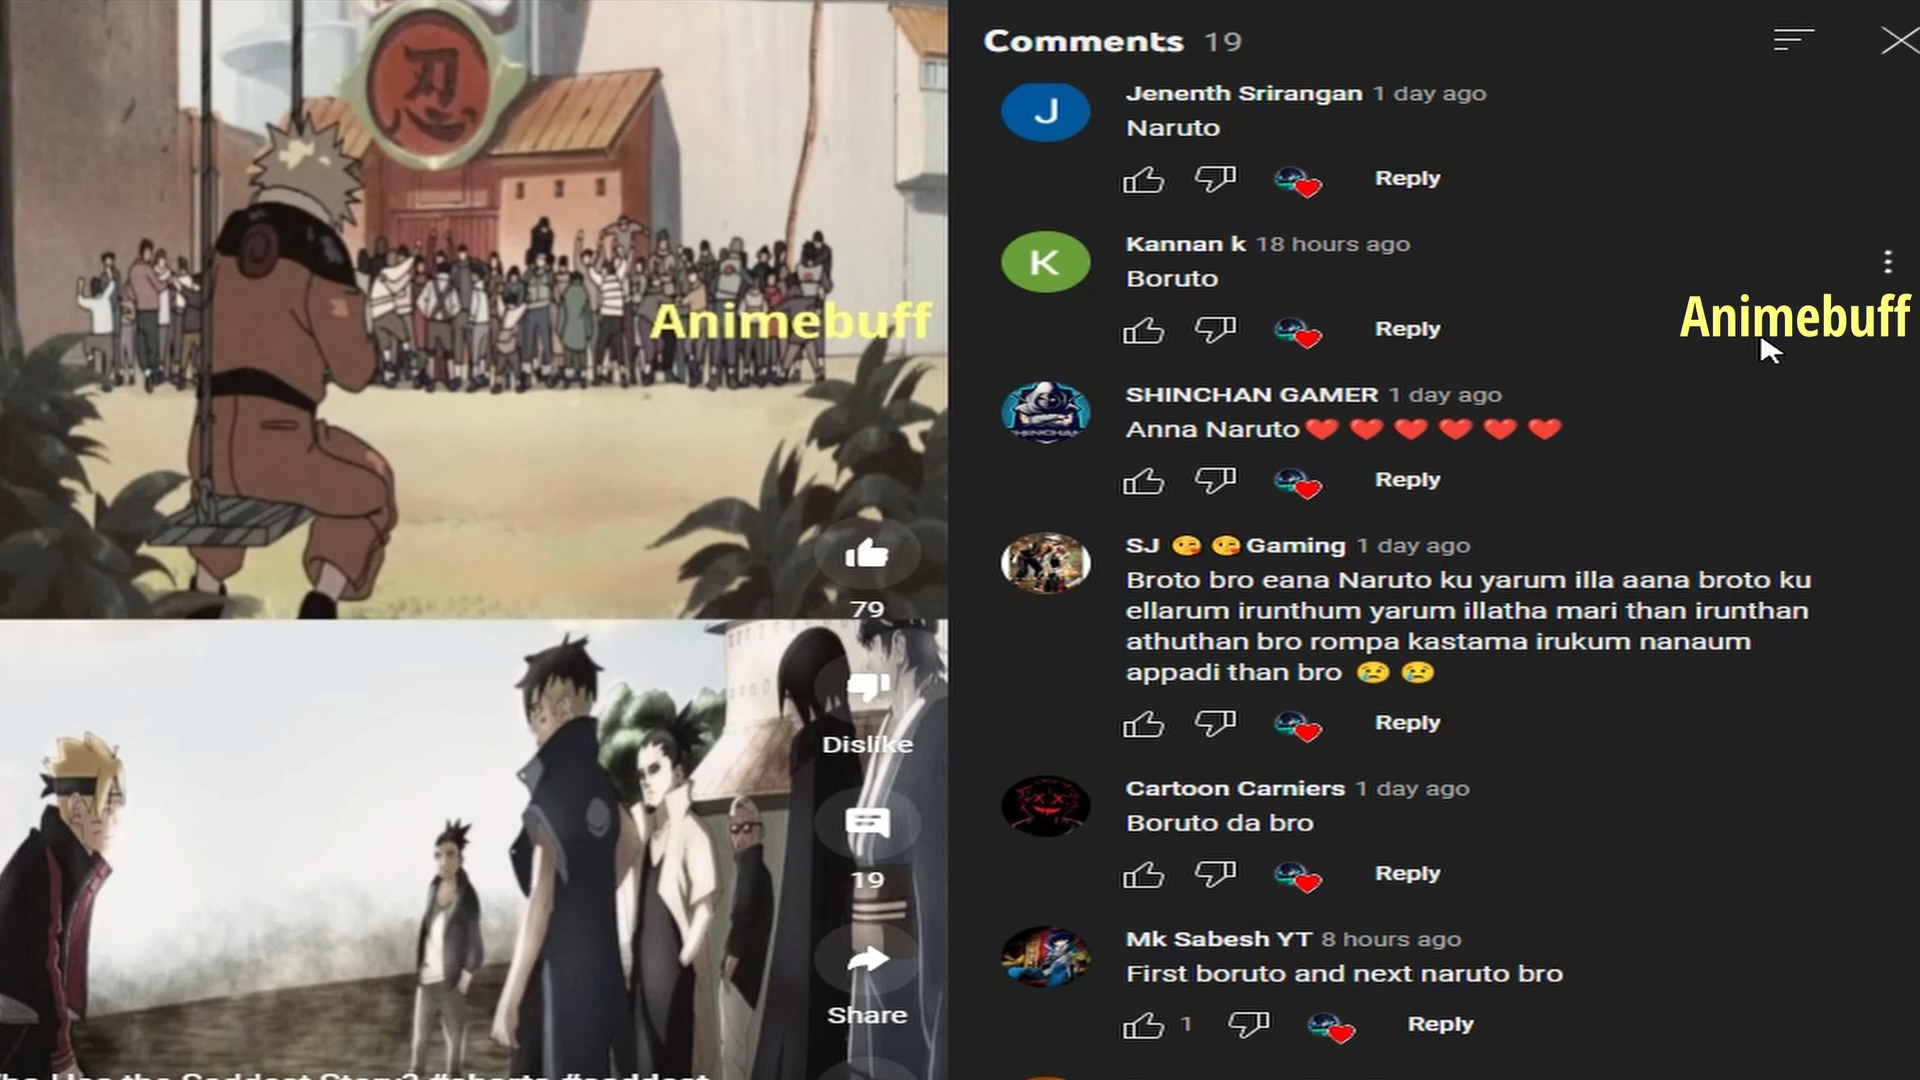 忍
Animebuff
79
Dislike
19
Share
Comments 19
Jenenth Srirangan 1 day ago
Naruto
Reply
Kannan k 18 hours ago
Boruto
Reply
Animebuff
SHINCHAN GAMER 1 day ago
Anna Naruto❤️❤️❤️❤️❤️❤️
Reply
SJ 😘😘Gaming 1 day ago
Broto bro eana Naruto ku yarum illa aana broto ku
ellarum irunthum yarum illatha mari than irunthan
athuthan bro rompa kastama irukum nanaum
appadi than bro 😢😢
Reply
Cartoon Carniers 1 day ago
Boruto da bro
Reply
Mk Sabesh YT 8 hours ago
First boruto and next naruto bro
1
Reply